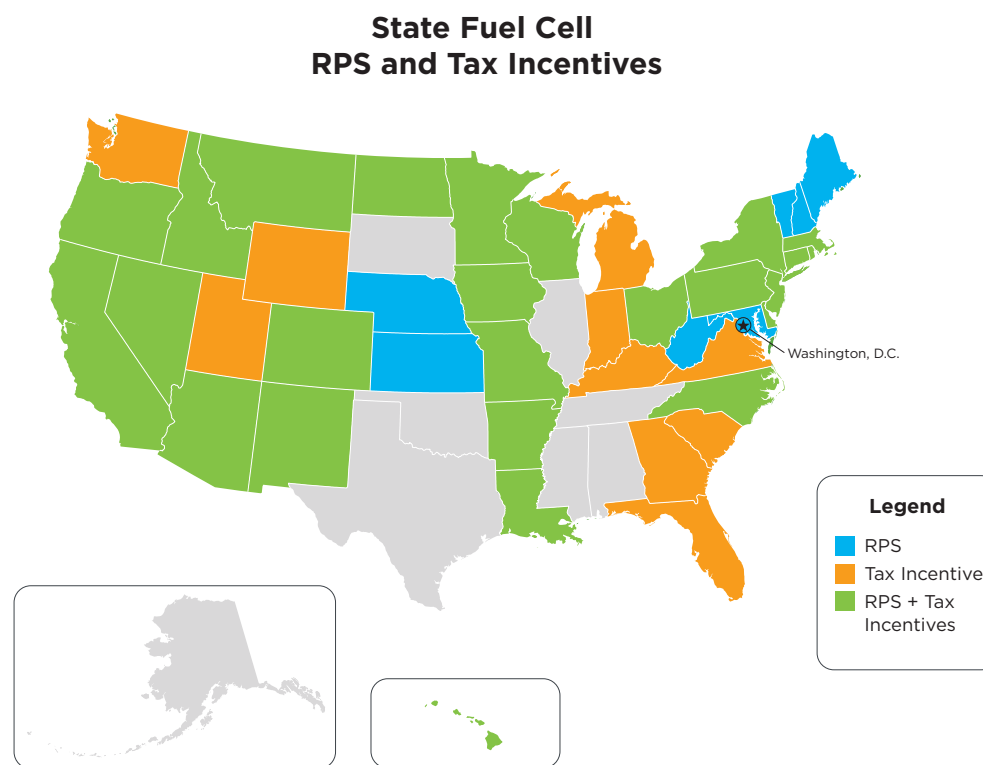 State Fuel Cell
RPS and Tax Incentives
Washington, D.C.
Legend
RPS
Tax Incentive
RPS + Tax
Incentives